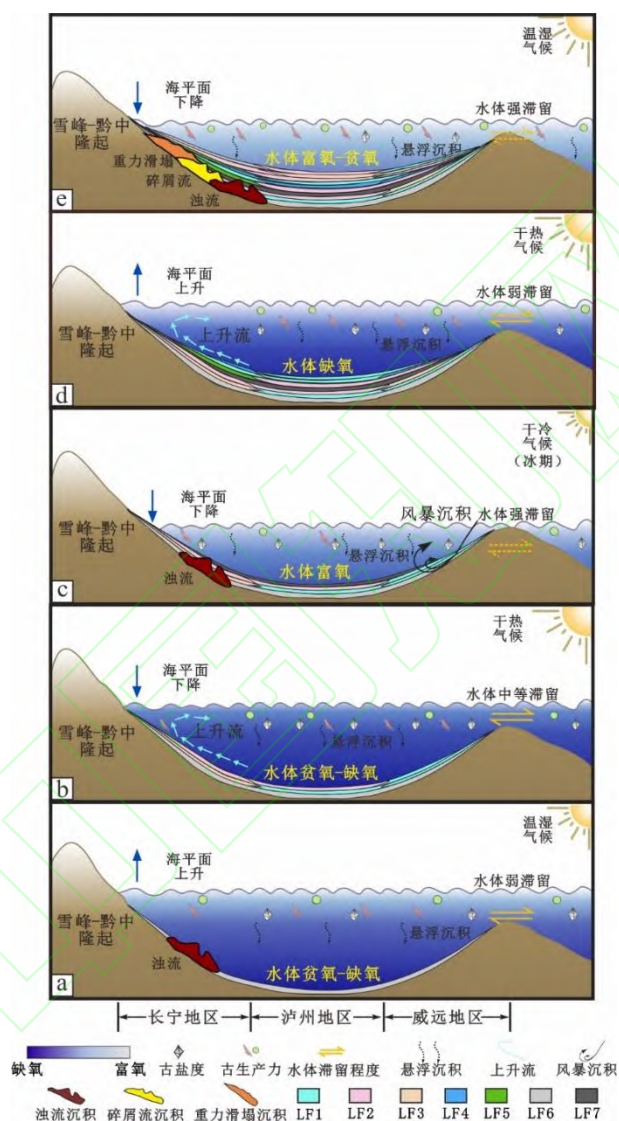 温湿
气候
海平面
下降
水体强滞留
雪峰-黔中
隆起
重力滑塌
水体富氧-贫氧
悬浮沉积
碎屑流
浊流
e
干热
气候
海平面
上升
水体弱滞留
雪峰-黔中
隆起
上升流
悬浮沉积
水体缺氧
d
干冷
气候
(冰期)
海平面
下降
风暴沉积
水体强滞留
雪峰-黔中
隆起
悬浮沉积
浊流
水体富氧
c
干热
气候
海平面
下降
水体中等滞留
雪峰-黔中
隆起
上升流
悬浮沉积
水体贫氧-缺氧
b
温湿
气候
海平面
上升
水体弱滞留
雪峰-黔中
隆起
悬浮沉积
浊流
水体贫氧-缺氧
a
长宁地区 泸州地区 威远地区
缺氧 富氧 古盐度 古生产力 水体滞留程度 悬浮沉积 上升流 风暴沉积
浊流沉积 碎屑流沉积 重力滑塌沉积 LF1 LF2 LF3 LF4 LF5 LF6 LF7